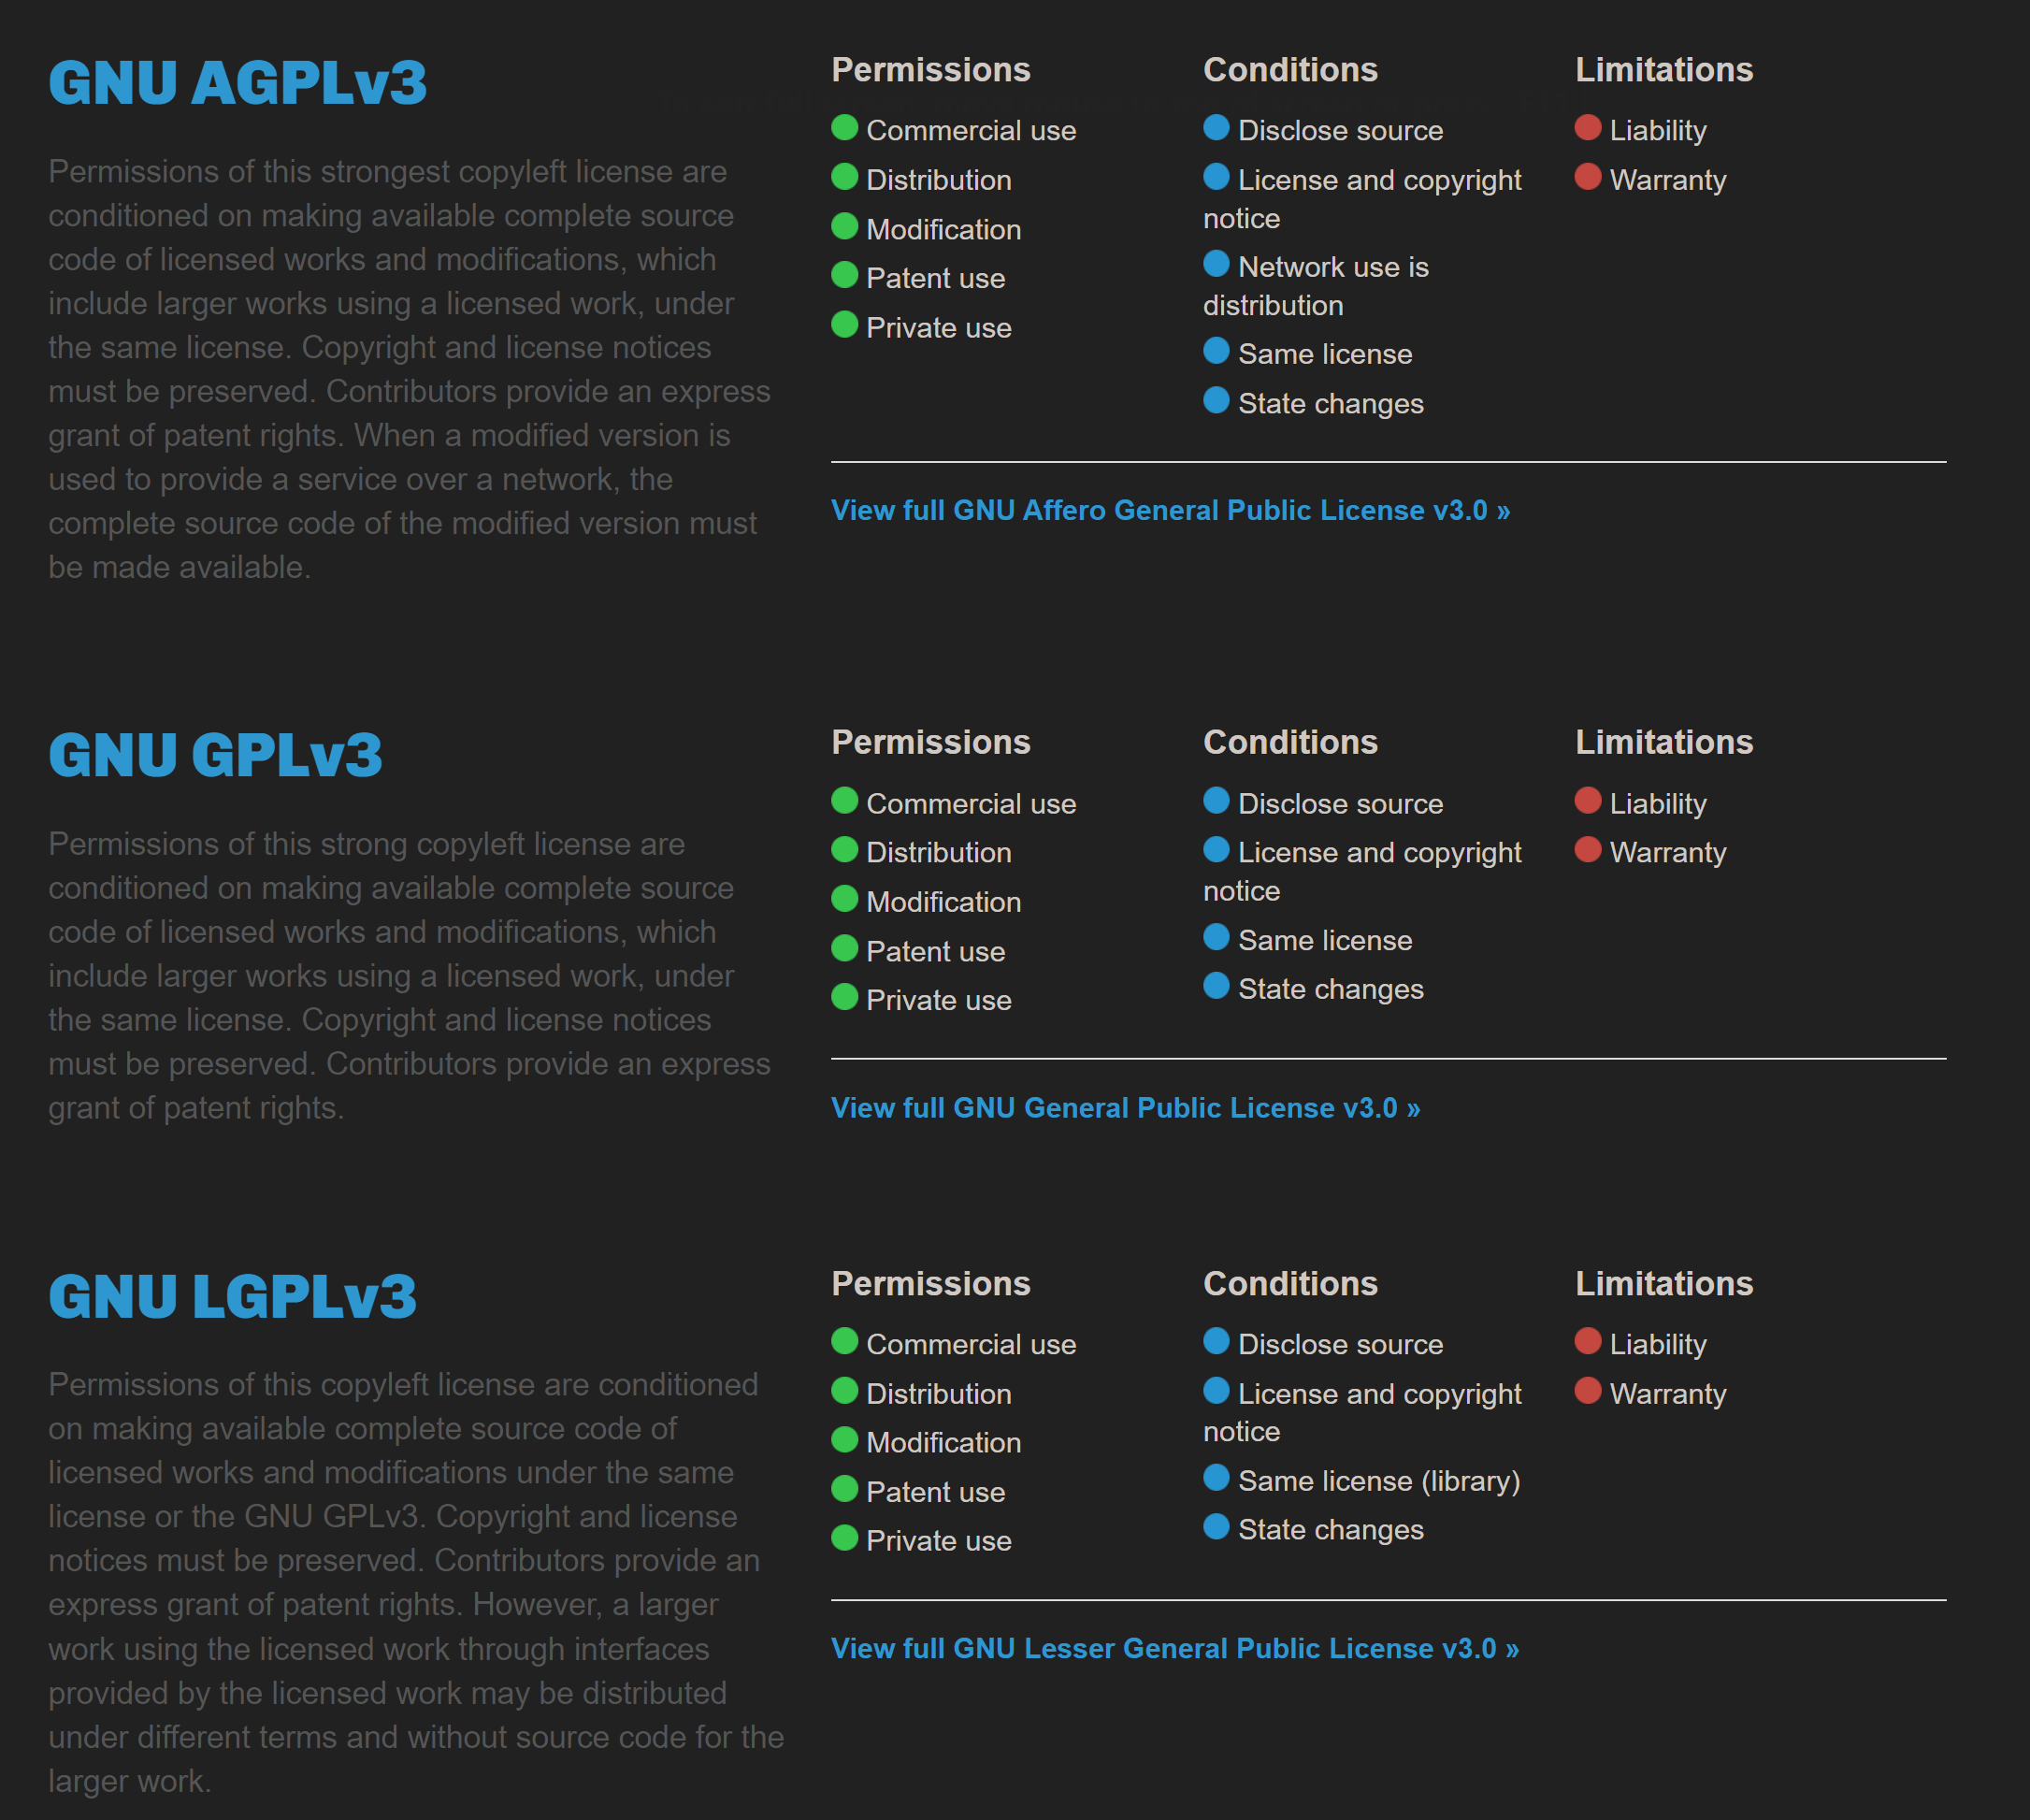 GNU AGPLv3
Permissions of this strongest copyleft license are
conditioned on making available complete source
code of licensed works and modifications, which
include larger works using a licensed work, under
the same license. Copyright and license notices
must be preserved. Contributors provide an express
grant of patent rights. When a modified version is
used to provide a service over a network, the
complete source code of the modified version must
be made available.
Permissions
Commercial use
Distribution
Modification
Patent use
Private use
Conditions
Disclose source
License and copyright
notice
Network use is
distribution
Same license
State changes
Limitations
Liability
Warranty
View full GNU Affero General Public License v3.0 »
GNU GPLv3
Permissions of this strong copyleft license are
conditioned on making available complete source
code of licensed works and modifications, which
include larger works using a licensed work, under
the same license. Copyright and license notices
must be preserved. Contributors provide an express
grant of patent rights.
Permissions
Commercial use
Distribution
Modification
Patent use
Private use
Conditions
Disclose source
License and copyright
notice
Same license
State changes
Limitations
Liability
Warranty
View full GNU General Public License v3.0 »
GNU LGPLv3
Permissions of this copyleft license are conditioned
on making available complete source code of
licensed works and modifications under the same
license or the GNU GPLv3. Copyright and license
notices must be preserved. Contributors provide an
express grant of patent rights. However, a larger
work using the licensed work through interfaces
provided by the licensed work may be distributed
under different terms and without source code for the
larger work.
Permissions
Commercial use
Distribution
Modification
Patent use
Private use
Conditions
Disclose source
License and copyright
notice
Same license (library)
State changes
Limitations
Liability
Warranty
View full GNU Lesser General Public License v3.0 »